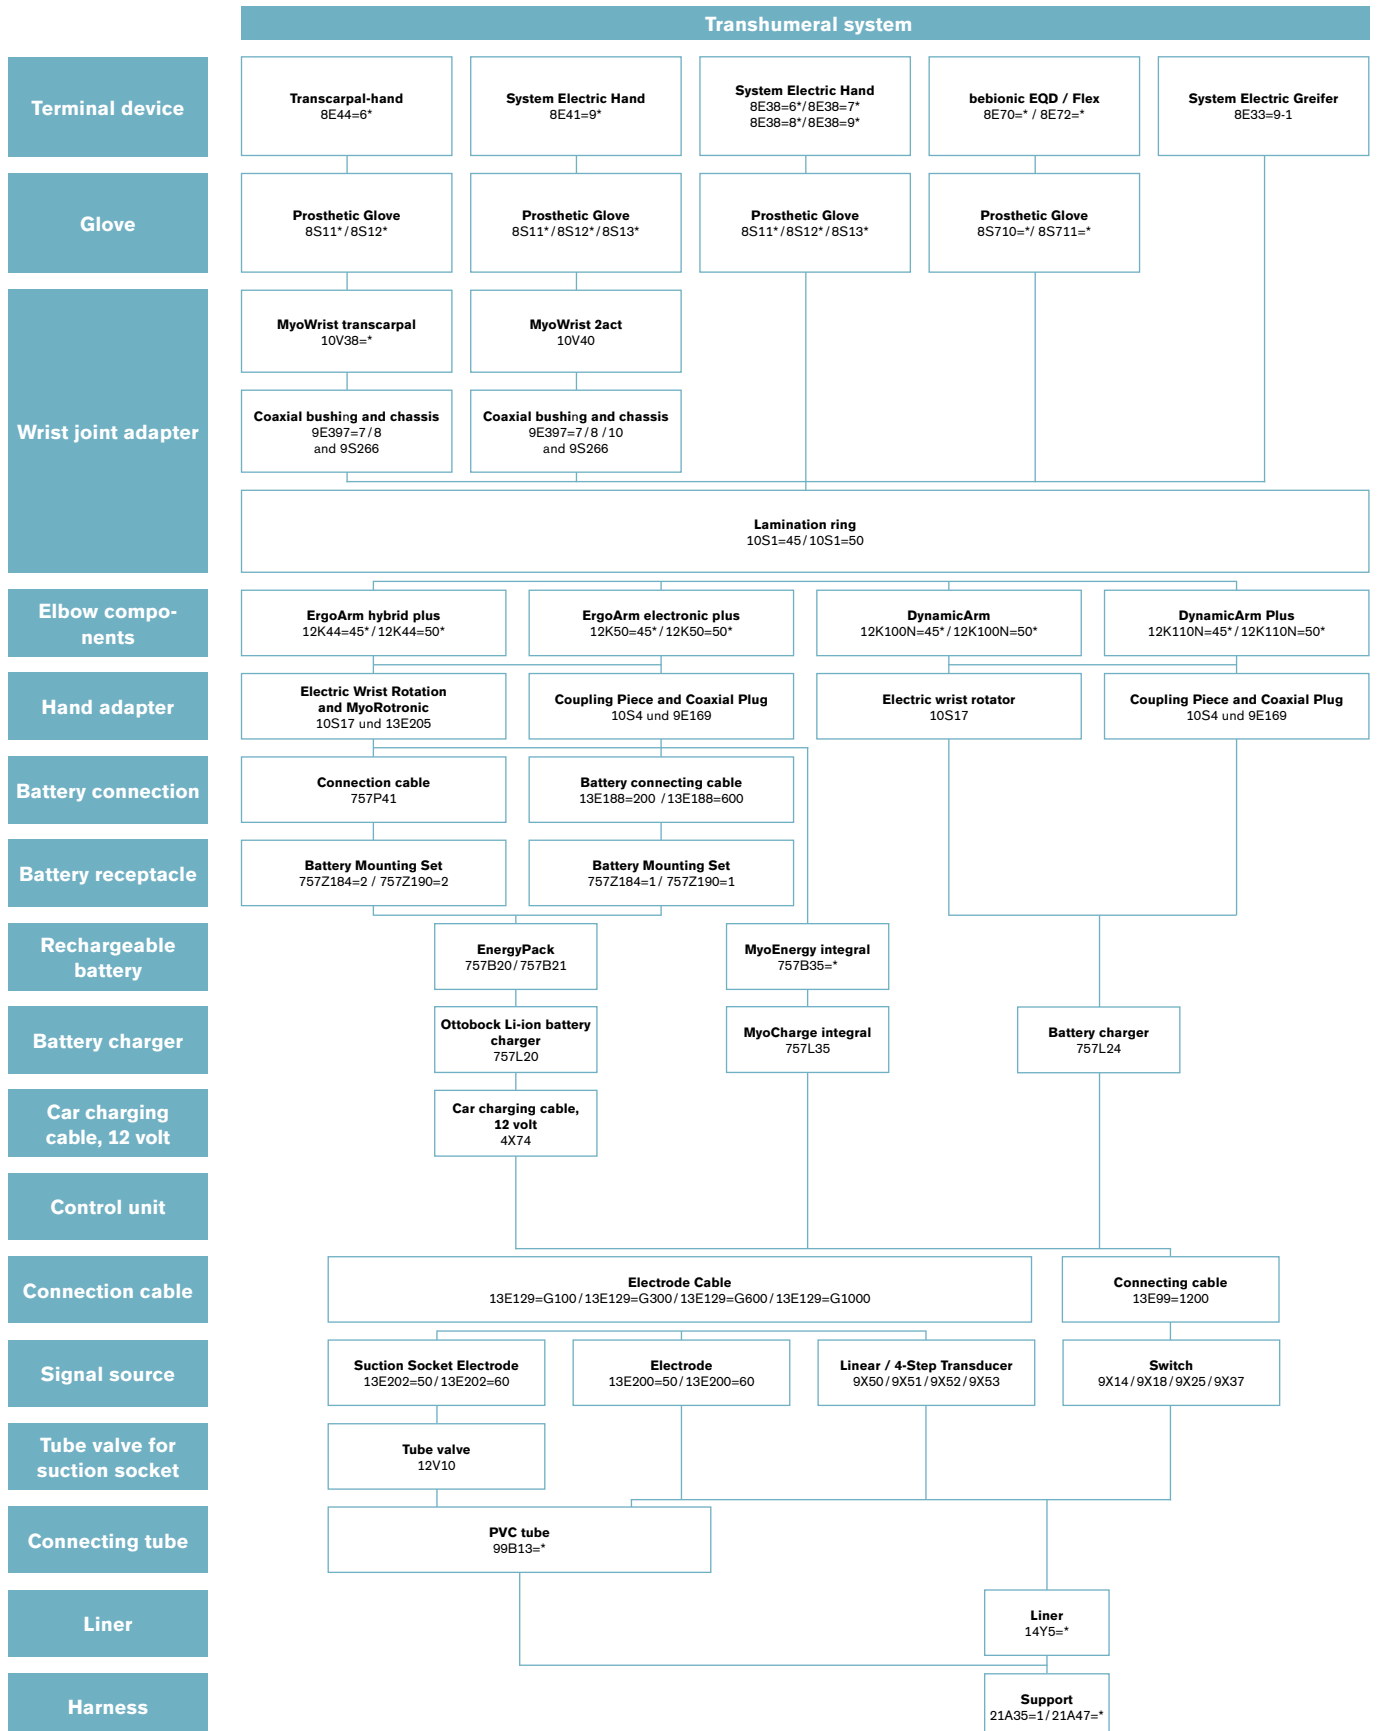 Transhumeral system
Terminal device
Transcarpal-hand
8E44=6*
System Electric Hand
8E41=9*
System Electric Hand
8E38=6*/8E38=7*
8E38=8*/8E38=9*
bebionic EQD / Flex
8E70=* / 8E72=*
System Electric Greifer
8E33=9-1
Glove
Prosthetic Glove
8S11*/8S12*
Prosthetic Glove
8S11*/8S12*/8S13*
Prosthetic Glove
8S11*/8S12*/8S13*
Prosthetic Glove
8S710=*/ 8S711=*
Wrist joint adapter
MyoWrist transcarpal
10V38=*
MyoWrist 2act
10V40
Coaxial bushing and chassis
9E397=7/8
and 9S266
Coaxial bushing and chassis
9E397=7/8 /10
and 9S266
Lamination ring
10S1=45/10S1=50
Elbow compo-
nents
ErgoArm hybrid plus
12K44=45*/12K44=50*
ErgoArm electronic plus
12K50=45*/12K50=50*
DynamicArm
12K100N=45*/12K100N=50*
DynamicArm Plus
12K110N=45*/12K110N=50*
Hand adapter
Electric Wrist Rotation
and MyoRotronic
10S17 und 13E205
Coupling Piece and Coaxial Plug
10S4 und 9E169
Electric wrist rotator
10S17
Coupling Piece and Coaxial Plug
10S4 und 9E169
Battery connection
Connection cable
757P41
Battery connecting cable
13E188=200 /13E188=600
Battery receptacle
Battery Mounting Set
757Z184=2 / 757Z190=2
Battery Mounting Set
757Z184=1/ 757Z190=1
Rechargeable
battery
EnergyPack
757B20/757B21
MyoEnergy integral
757B35=*
Battery charger
Ottobock Li-ion battery
charger
757L20
MyoCharge integral
757L35
Battery charger
757L24
Car charging
cable, 12 volt
Car charging cable,
12 volt
4X74
Control unit
Connection cable
Electrode Cable
13E129=G100/13E129=G300/13E129=G600/13E129=G1000
Connecting cable
13E99=1200
Signal source
Suction Socket Electrode
13E202=50/13E202=60
Electrode
13E200=50/13E200=60
Linear / 4-Step Transducer
9X50/9X51/9X52/9X53
Switch
9X14/9X18/9X25/9X37
Tube valve for
suction socket
Tube valve
12V10
Connecting tube
PVC tube
99B13=*
Liner
Liner
14Y5=*
Harness
Support
21A35=1/21A47=*